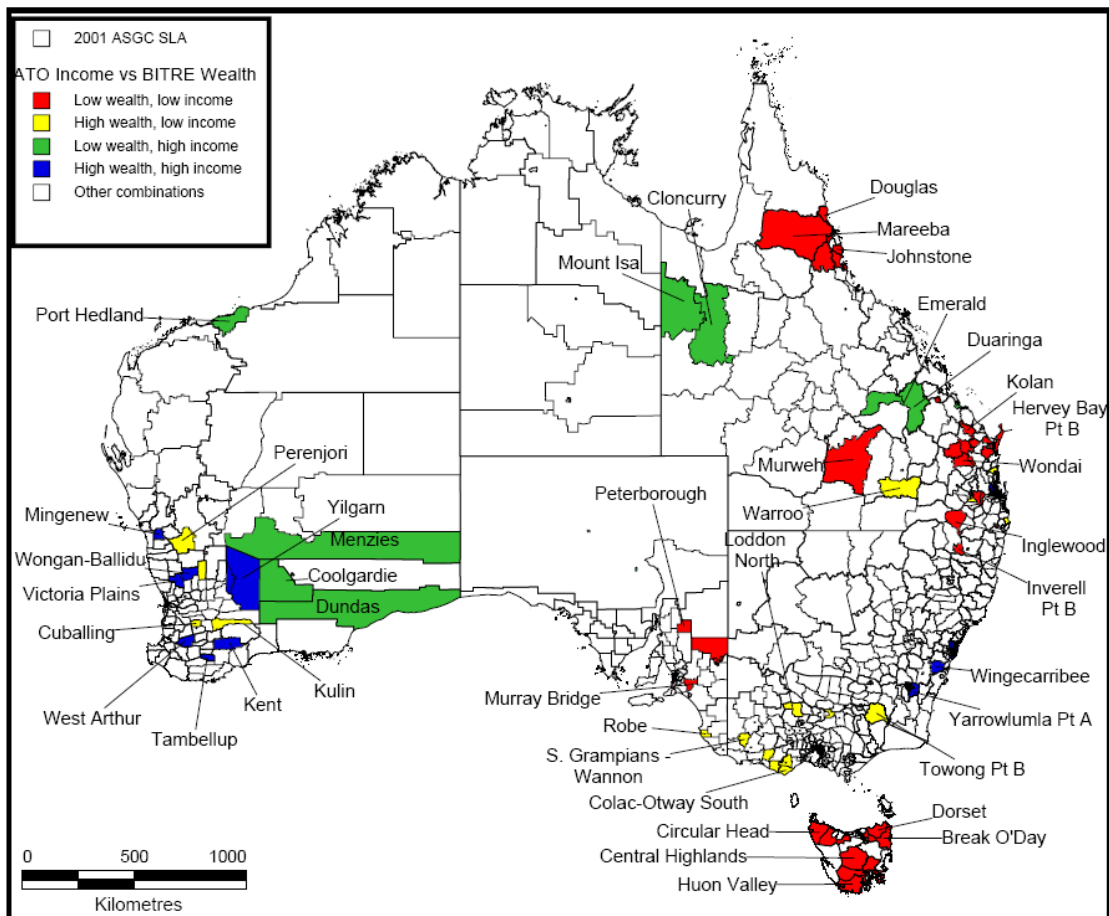 2001 ASGC SLA
ATO Income vs BITRE Wealth
Low wealth, low income
High wealth, low income
Low wealth, high income
High wealth, high income
Other combinations
Douglas
Cloncurry
Mareeba
Johnstone
Mount Isa
Port Hedland
Emerald
Duaringa
Kolan
Hervey Bay
Pt B
Perenjori
Murweh
Wondai
Mingenew
Yilgarn
Peterborough
Warroo
Menzies
Loddon
North
Wongan-Ballidu
Inglewood
Coolgardie
Victoria Plains
Inverell
Pt B
Dundas
Cuballing
Wingecarribee
Murray Bridge
Kulin
Kent
West Arthur
Yarrowlumla Pt A
Robe
Tambellup
S. Grampians -
Wannon
Towong Pt B
Colac-Otway South
Dorset
Circular Head
Break O'Day
Central Highlands
Huon Valley
0 500 1000
Kilometres